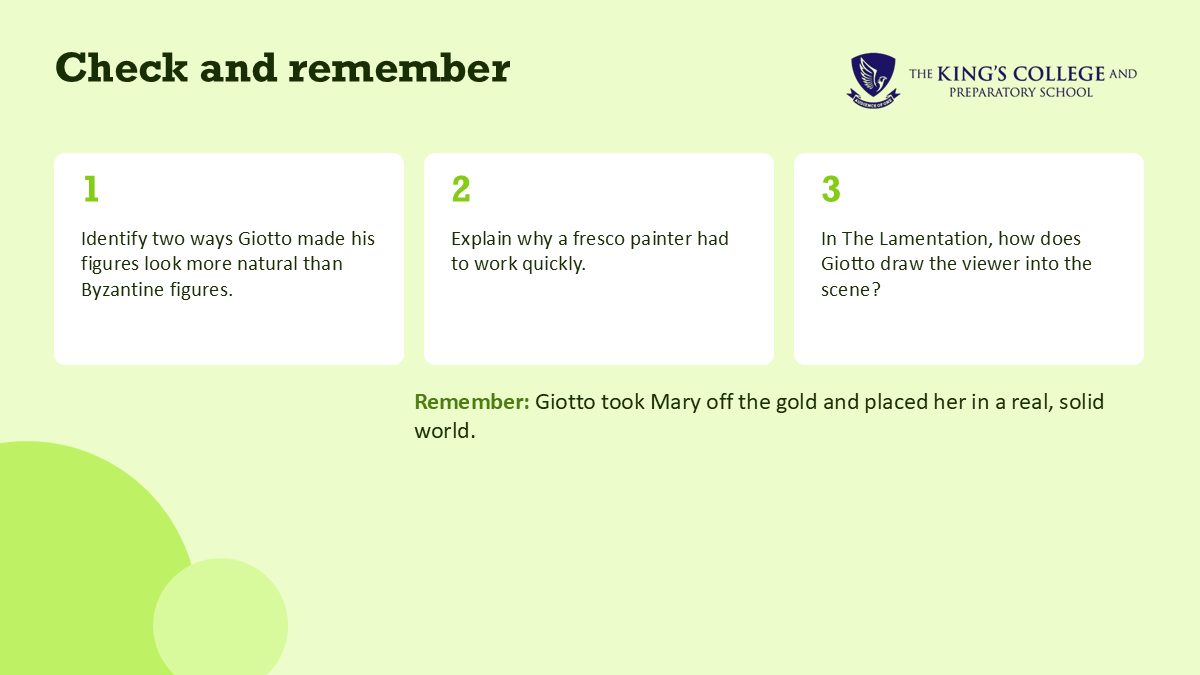 Check and remember
THE KING'S COLLEGE AND
PREPARATORY SCHOOL
AUDIENCE OF ONE
1
Identify two ways Giotto made his
figures look more natural than
Byzantine figures.
2
Explain why a fresco painter had
to work quickly.
3
In The Lamentation, how does
Giotto draw the viewer into the
scene?
Remember: Giotto took Mary off the gold and placed her in a real, solid
world.